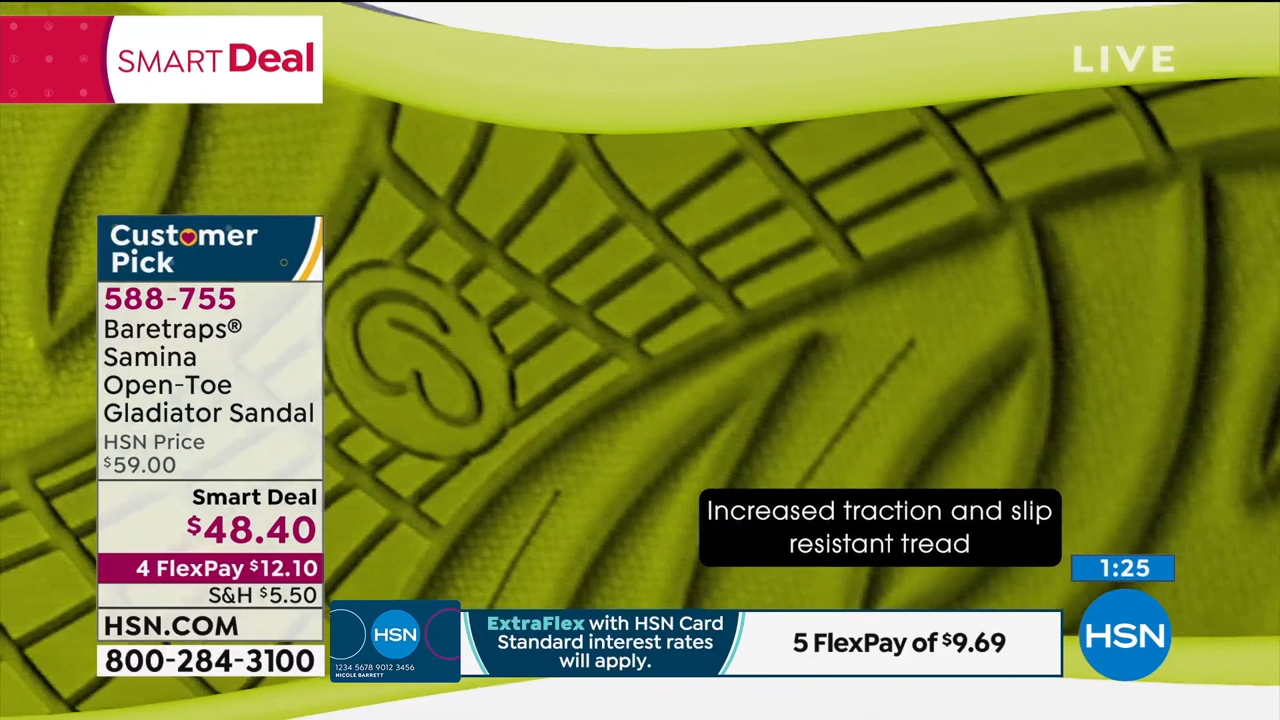 SMART Deal
LIVE
Customer
Pick
588-755
Baretraps®
Samina
Open-Toe
Gladiator Sandal
HSN Price
$59.00
Smart Deal
$48.40
4 FlexPay $12.10
S&H $5.50
HSN.COM
800-284-3100
Increased traction and slip
resistant tread
1:25
HSN
HSN
1234 5678 9012 3456
NICOLE BARRETT
ExtraFlex with HSN Card
Standard interest rates
will apply.
5 FlexPay of $9.69